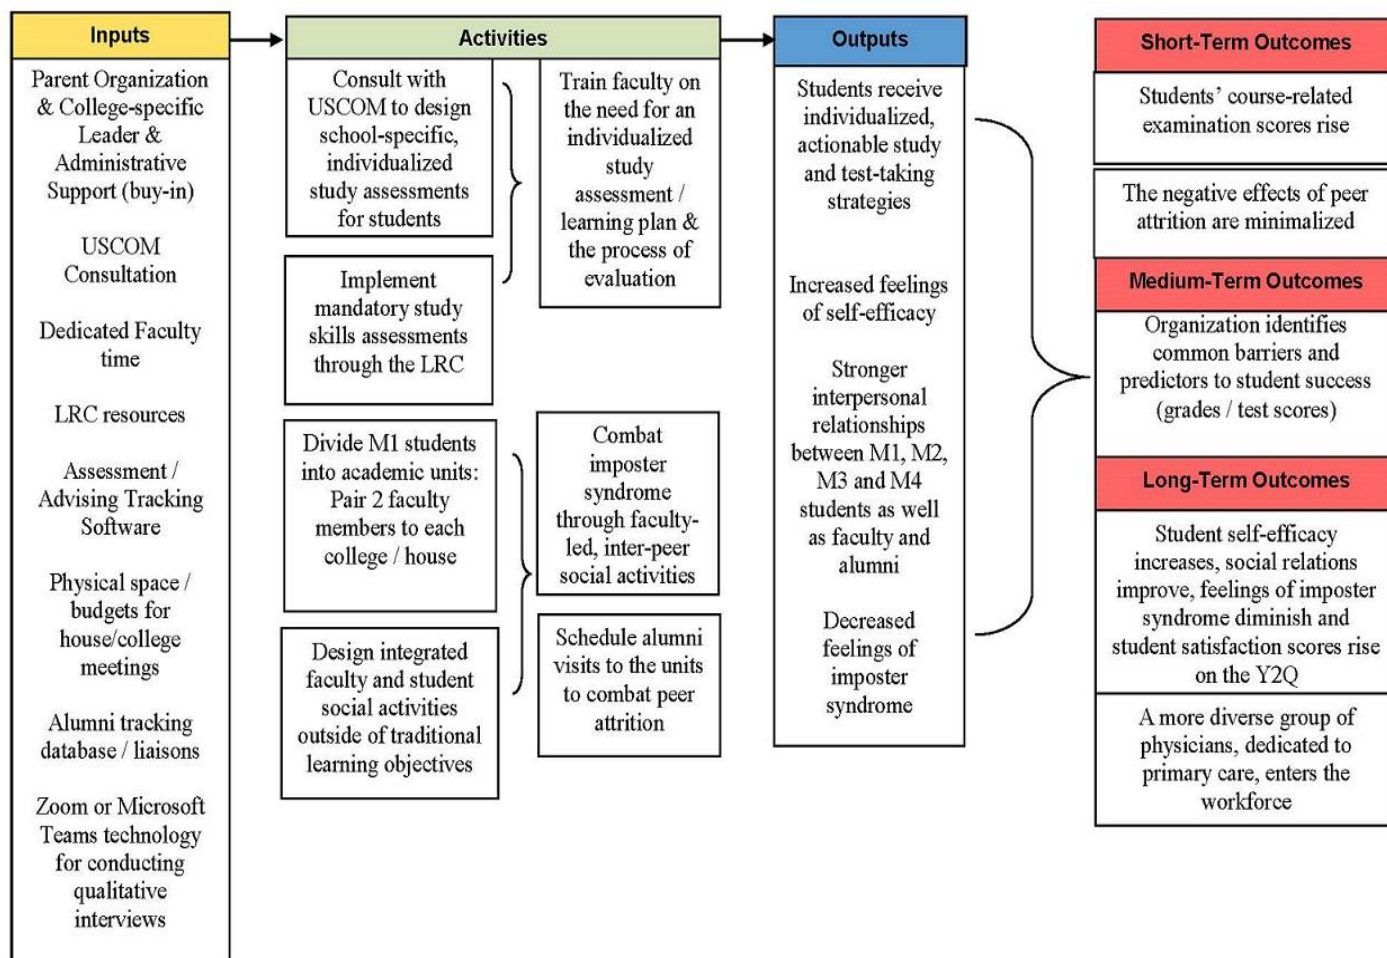 Inputs
Parent Organization
& College-specific
Leader &
Administrative
Support (buy-in)
USCOM
Consultation
Dedicated Faculty
time
LRC resources
Assessment /
Advising Tracking
Software
Physical space /
budgets for
house/college
meetings
Alumni tracking
database / liaisons
Zoom or Microsoft
Teams technology
for conducting
qualitative
interviews
Activities
Consult with
USCOM to design
school-specific,
individualized
study assessments
for students
Implement
mandatory study
skills assessments
through the LRC
Train faculty on
the need for an
individualized
study
assessment /
learning plan &
the process of
evaluation
Divide M1 students
into academic units:
Pair 2 faculty
members to each
college / house
Design integrated
faculty and student
social activities
outside of traditional
learning objectives
Combat
imposter
syndrome
through faculty-
led, inter-peer
social activities
Schedule alumni
visits to the units
to combat peer
attrition
Outputs
Students receive
individualized,
actionable study
and test-taking
strategies
Increased feelings
of self-efficacy
Stronger
interpersonal
relationships
between M1, M2,
M3 and M4
students as well
as faculty and
alumni
Decreased
feelings of
imposter
syndrome
Short-Term Outcomes
Students' course-related
examination scores rise
The negative effects of peer
attrition are minimalized
Medium-Term Outcomes
Organization identifies
common barriers and
predictors to student success
(grades / test scores)
Long-Term Outcomes
Student self-efficacy
increases, social relations
improve, feelings of imposter
syndrome diminish and
student satisfaction scores rise
on the Y2Q
A more diverse group of
physicians, dedicated to
primary care, enters the
workforce